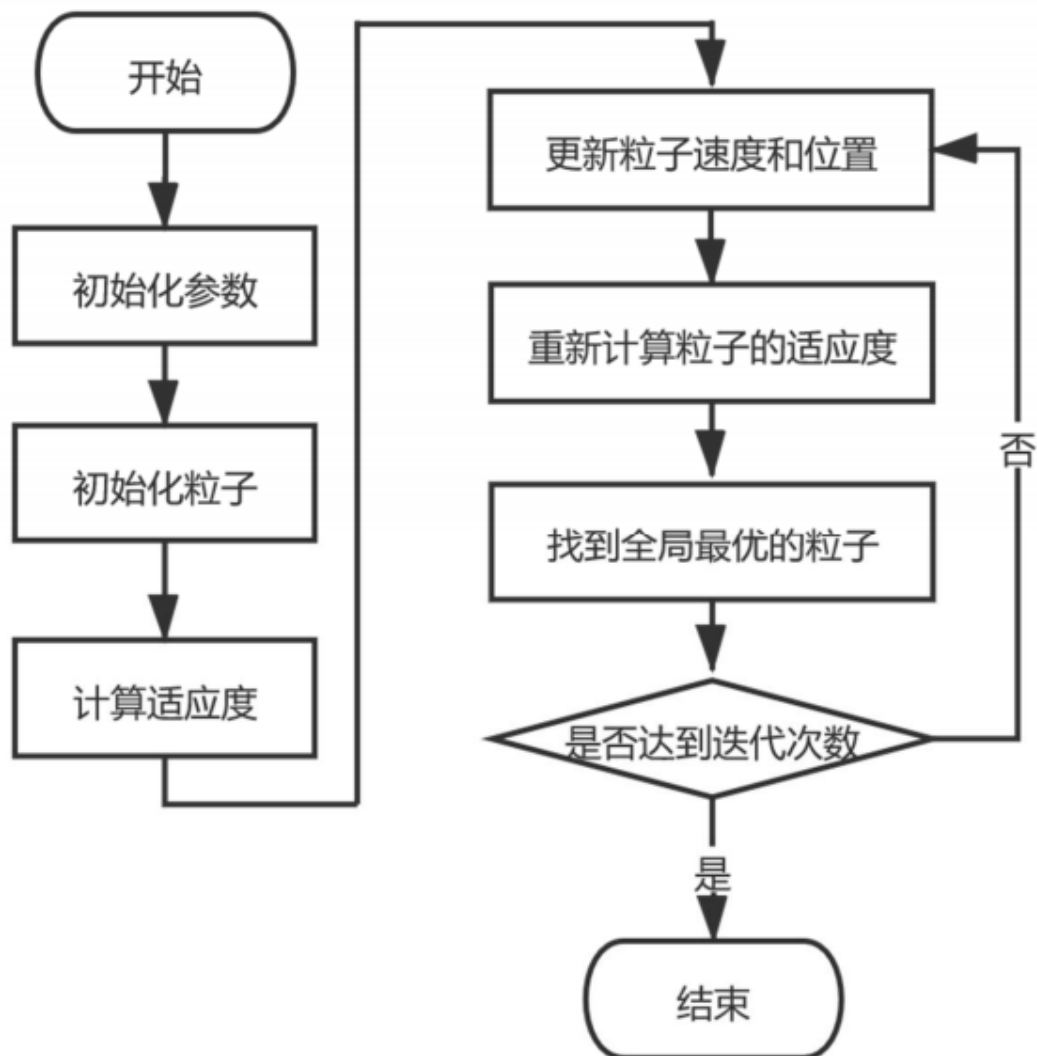 开始
初始化参数
初始化粒子
计算适应度
更新粒子速度和位置
重新计算粒子的适应度
找到全局最优的粒子
是否达到迭代次数
否
是
结束